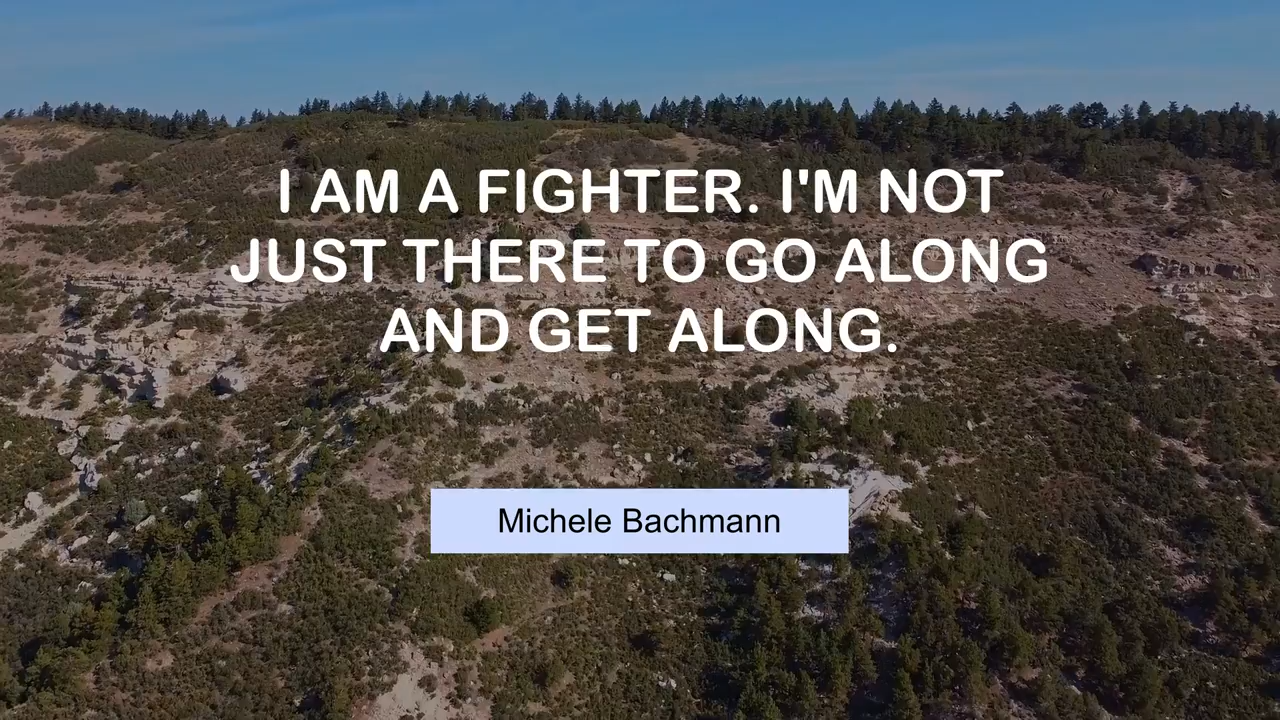 I AM A FIGHTER. I'M NOT
JUST THERE TO GO ALONG
AND GET ALONG.
Michele Bachmann